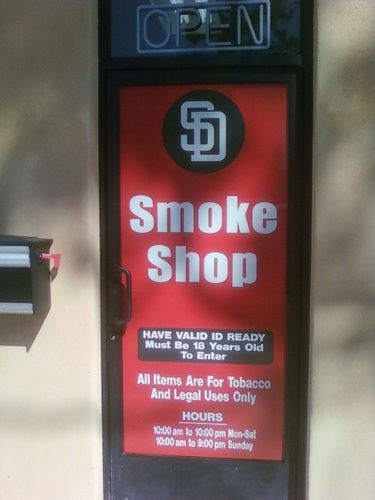 OPEN
SD
Smoke
Shop
HAVE VALID ID READY
Must Be 18 Years Old
To Enter
All Items Are For Tobacco
And Legal Uses Only
HOURS
10:00 am to 10:00 pm Mon-Sat
10:00 am to 9:00 pm Sunday